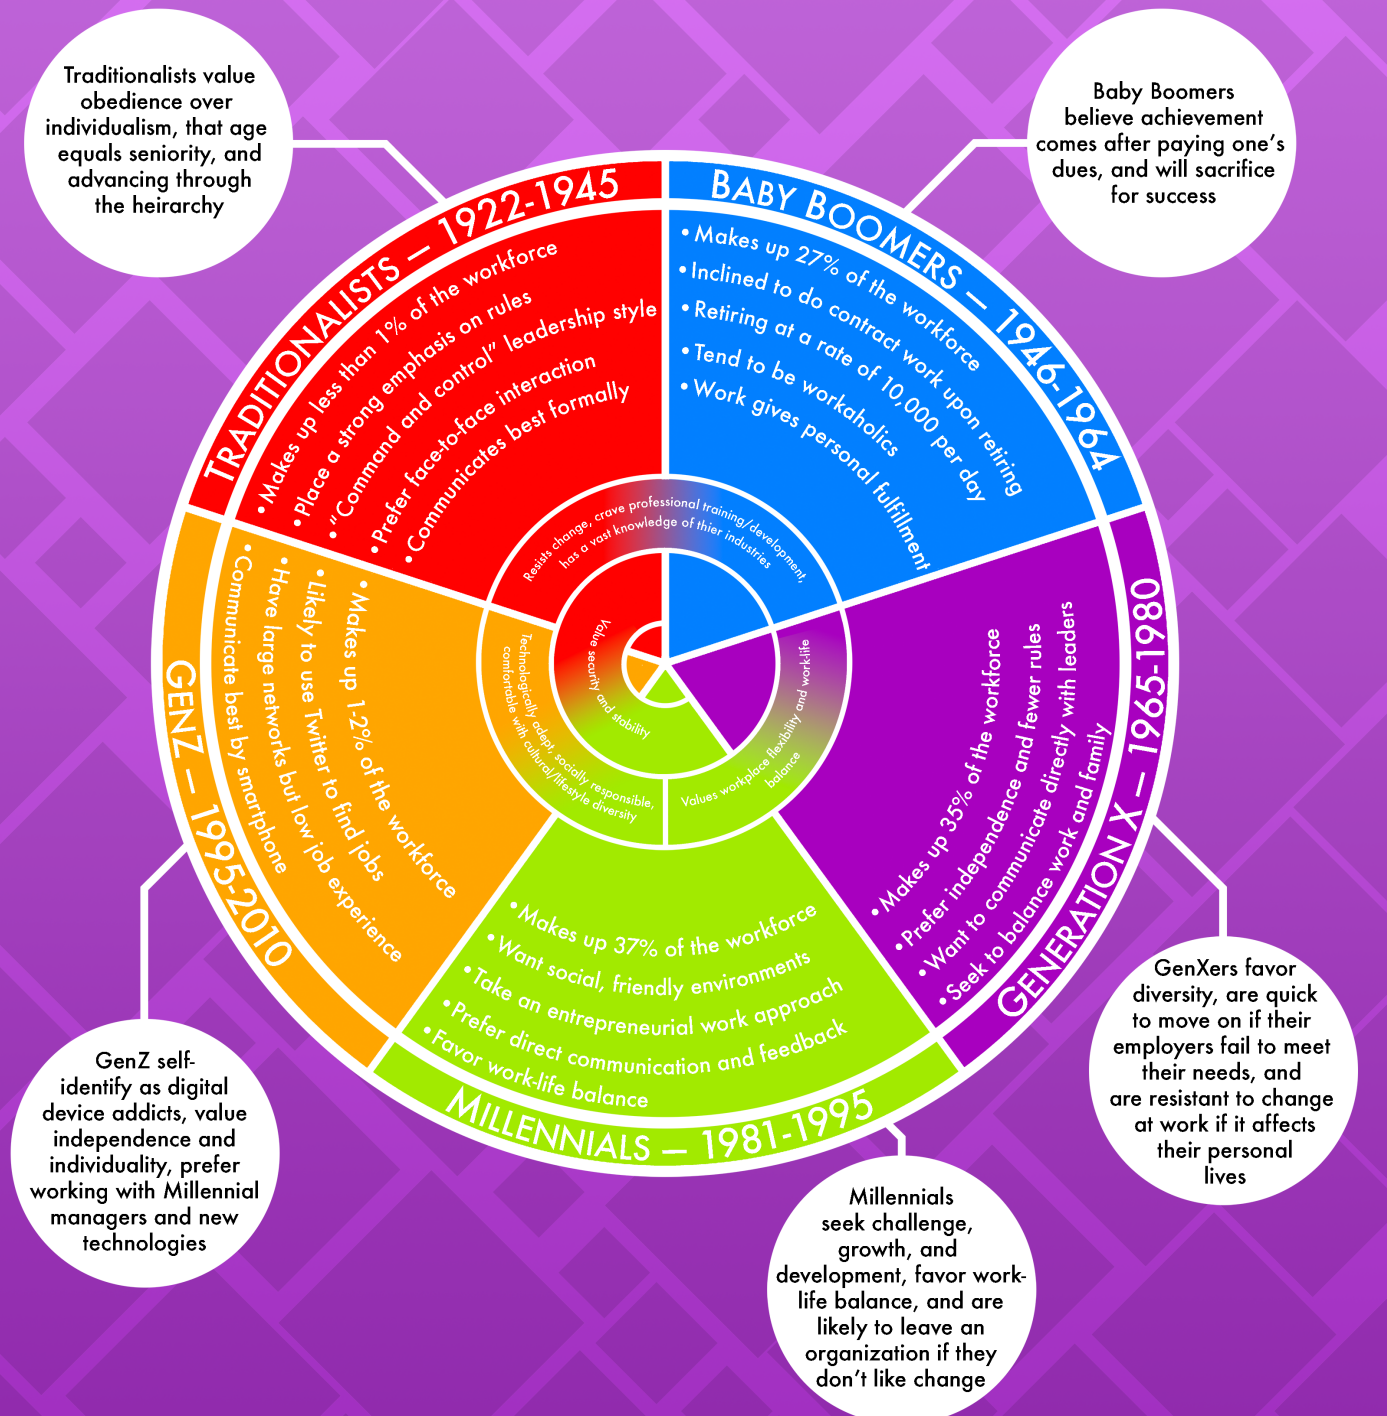 Traditionalists value
obedience over
individualism, that age
equals seniority, and
advancing through
the heirarchy
Baby Boomers
believe achievement
comes after paying one's
dues, and will sacrifice
for success
TRADITIONALISTS – 1922-1945
• Makes up less than 1% of the workforce
• Place a strong emphasis on rules
• "Command and control" leadership style
• Prefer face-to-face interaction
• Communicates best formally
BABY BOOMERS – 1946-1964
• Makes up 27% of the workforce
• Inclined to do contract work upon retiring
• Retiring at a rate of 10,000 per day
• Tend to be workaholics
• Work gives personal fulfillment
Resists change, crave professional training/development,
has a vast knowledge of thier industries
Value security and stability
Technologically adept, socially responsible,
comfortable with cultural/lifestyle diversity
Values workplace flexibility and work-life
balance
GENZ – 1995-2010
• Makes up 1-2% of the workforce
• Likely to use Twitter to find jobs
• Have large networks but low job experience
• Communicate best by smartphone
GENERATION X – 1965-1980
• Makes up 35% of the workforce
• Prefer independence and fewer rules
• Want to communicate directly with leaders
• Seek to balance work and family
• Makes up 37% of the workforce
• Want social, friendly environments
• Take an entrepreneurial work approach
• Prefer direct communication and feedback
• Favor work-life balance
MILLENNIALS – 1981-1995
GenXers favor
diversity, are quick
to move on if their
employers fail to meet
their needs, and
are resistant to change
at work if it affects
their personal
lives
GenZ self-
identify as digital
device addicts, value
independence and
individuality, prefer
working with Millennial
managers and new
technologies
Millennials
seek challenge,
growth, and
development, favor work-
life balance, and are
likely to leave an
organization if they
don't like change